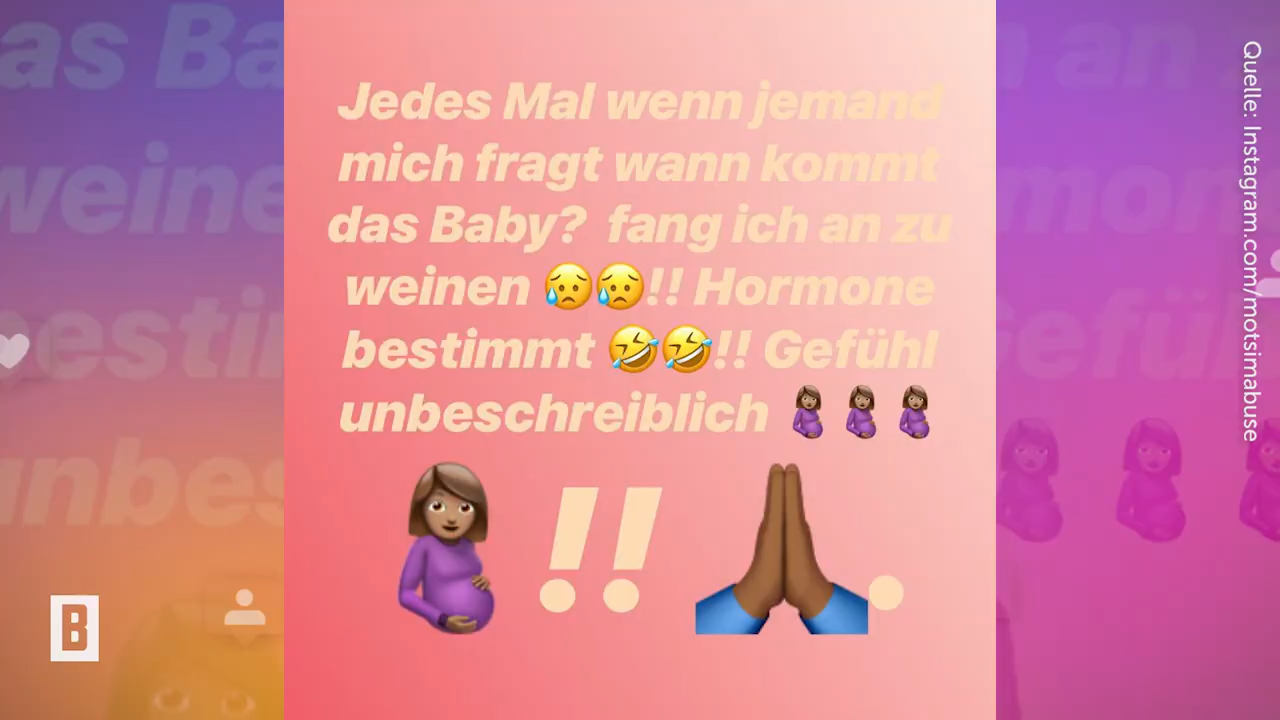 Jedes Mal wenn jemand
mich fragt wann kommt
das Baby?  fang ich an zu
weinen 😥😥!! Hormone
bestimmt 🤣🤣!! Gefühl
unbeschreiblich 🤰🏽🤰🏽🤰🏽
🤰🏽!!🙏🏾.
Quelle: Instagram.com/motsimabuse
B